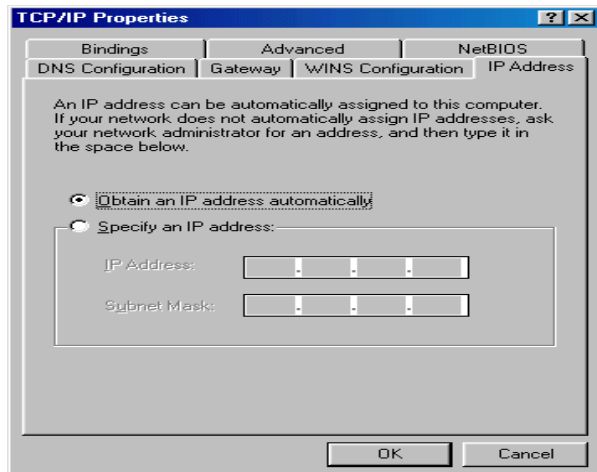 TCP/IP Properties
Bindings Advanced NetBIOS
DNS Configuration Gateway WINS Configuration IP Address
An IP address can be automatically assigned to this computer.
If your network does not automatically assign IP addresses, ask
your network administrator for an address, and then type it in
the space below.
Obtain an IP address automatically
Specify an IP address:
IP Address:
Subnet Mask:
OK Cancel